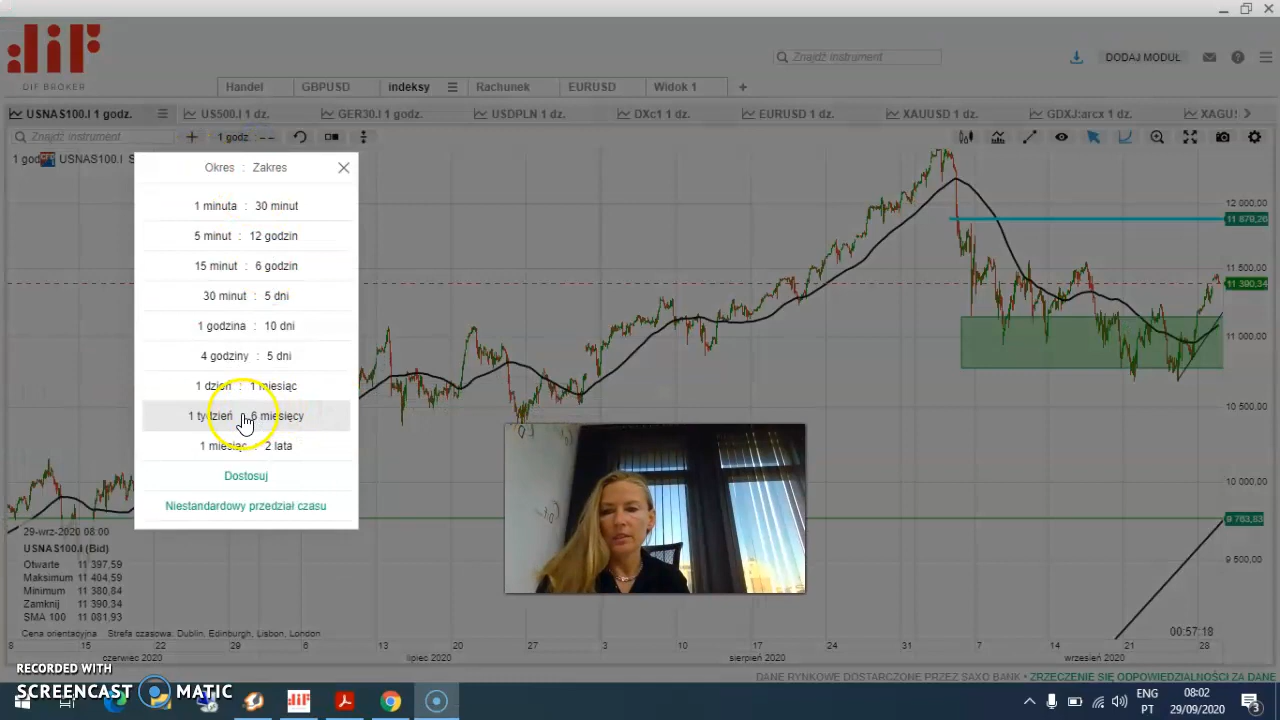 dif
DIF BROKER
Znajdź instrument
DODAJ MODUŁ
Handel
GBPUSD
indeksy
Rachunek
EURUSD
Widok 1
USNAS100.I 1 godz.
US500.I 1 dz.
GER30.I 1 godz.
USDPLN 1 dz.
DXc1 1 dz.
EURUSD 1 dz.
XAUUSD 1 dz.
GDXJ:arcx 1 dz.
XAGU
Znajdź instrument
1 godz.
USNAS100.I
Okres : Zakres
1 minuta : 30 minut
5 minut : 12 godzin
15 minut : 6 godzin
30 minut : 5 dni
1 godzina : 10 dni
4 godziny : 5 dni
1 dzień : 1 miesiąc
1 tydzień : 6 miesięcy
1 miesiąc : 2 lata
Dostosuj
Niestandardowy przedział czasu
12 000,00
11 879,26
11 500,00
11 390,34
11 000,00
10 500,00
10 000,00
9 763,83
9 500,00
29-wrz-2020 08:00
USNAS100.I (Bid)
Otwarte 11 397,59
Maksimum 11 404,59
Minimum 11 380,84
Zamknij 11 390,34
SMA 100 11 081,93
Cena orientacyjna Strefa czasowa: Dublin, Edinburgh, Lisbon, London
00:57:18
8 15 22 29 6 13 20 27 3 10 17 24 31 7 14 21 28
czerwiec 2020 lipiec 2020 sierpień 2020 wrzesień 2020
DANE RYNKOWE DOSTARCZONE PRZEZ SAXO BANK · ZRZECZENIE SIĘ ODPOWIEDZIALNOŚCI ZA DANE
RECORDED WITH
SCREENCAST MATIC
ENG
PT
08:02
29/09/2020
3